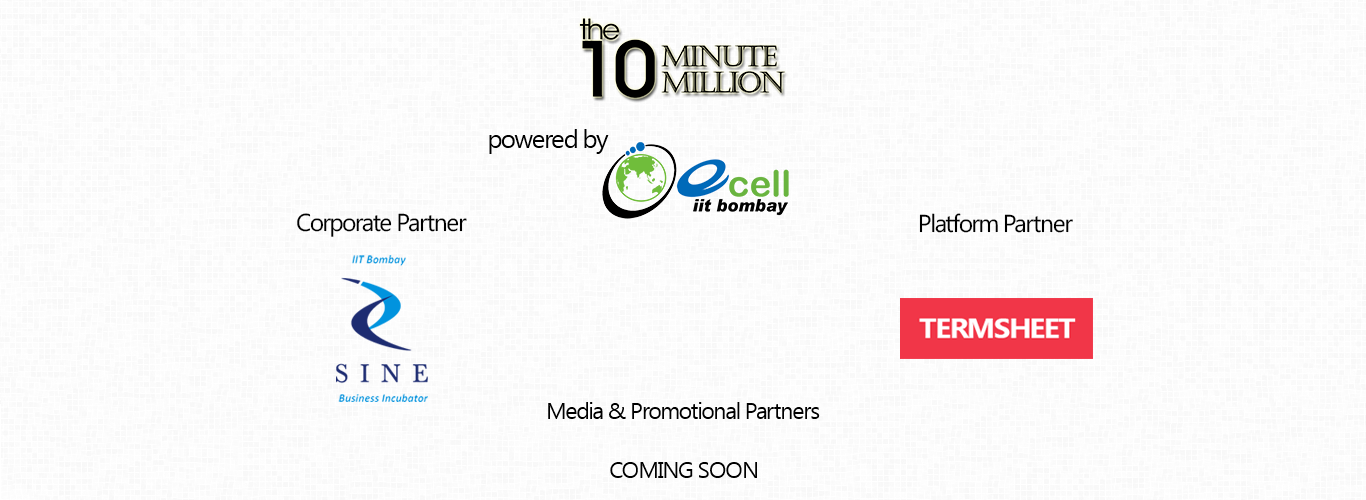 the
10 MINUTE
MILLION
powered by
ecell
iit bombay
Corporate Partner
Platform Partner
IIT Bombay
SINE
Business Incubator
TERMSHEET
Media & Promotional Partners
COMING SOON